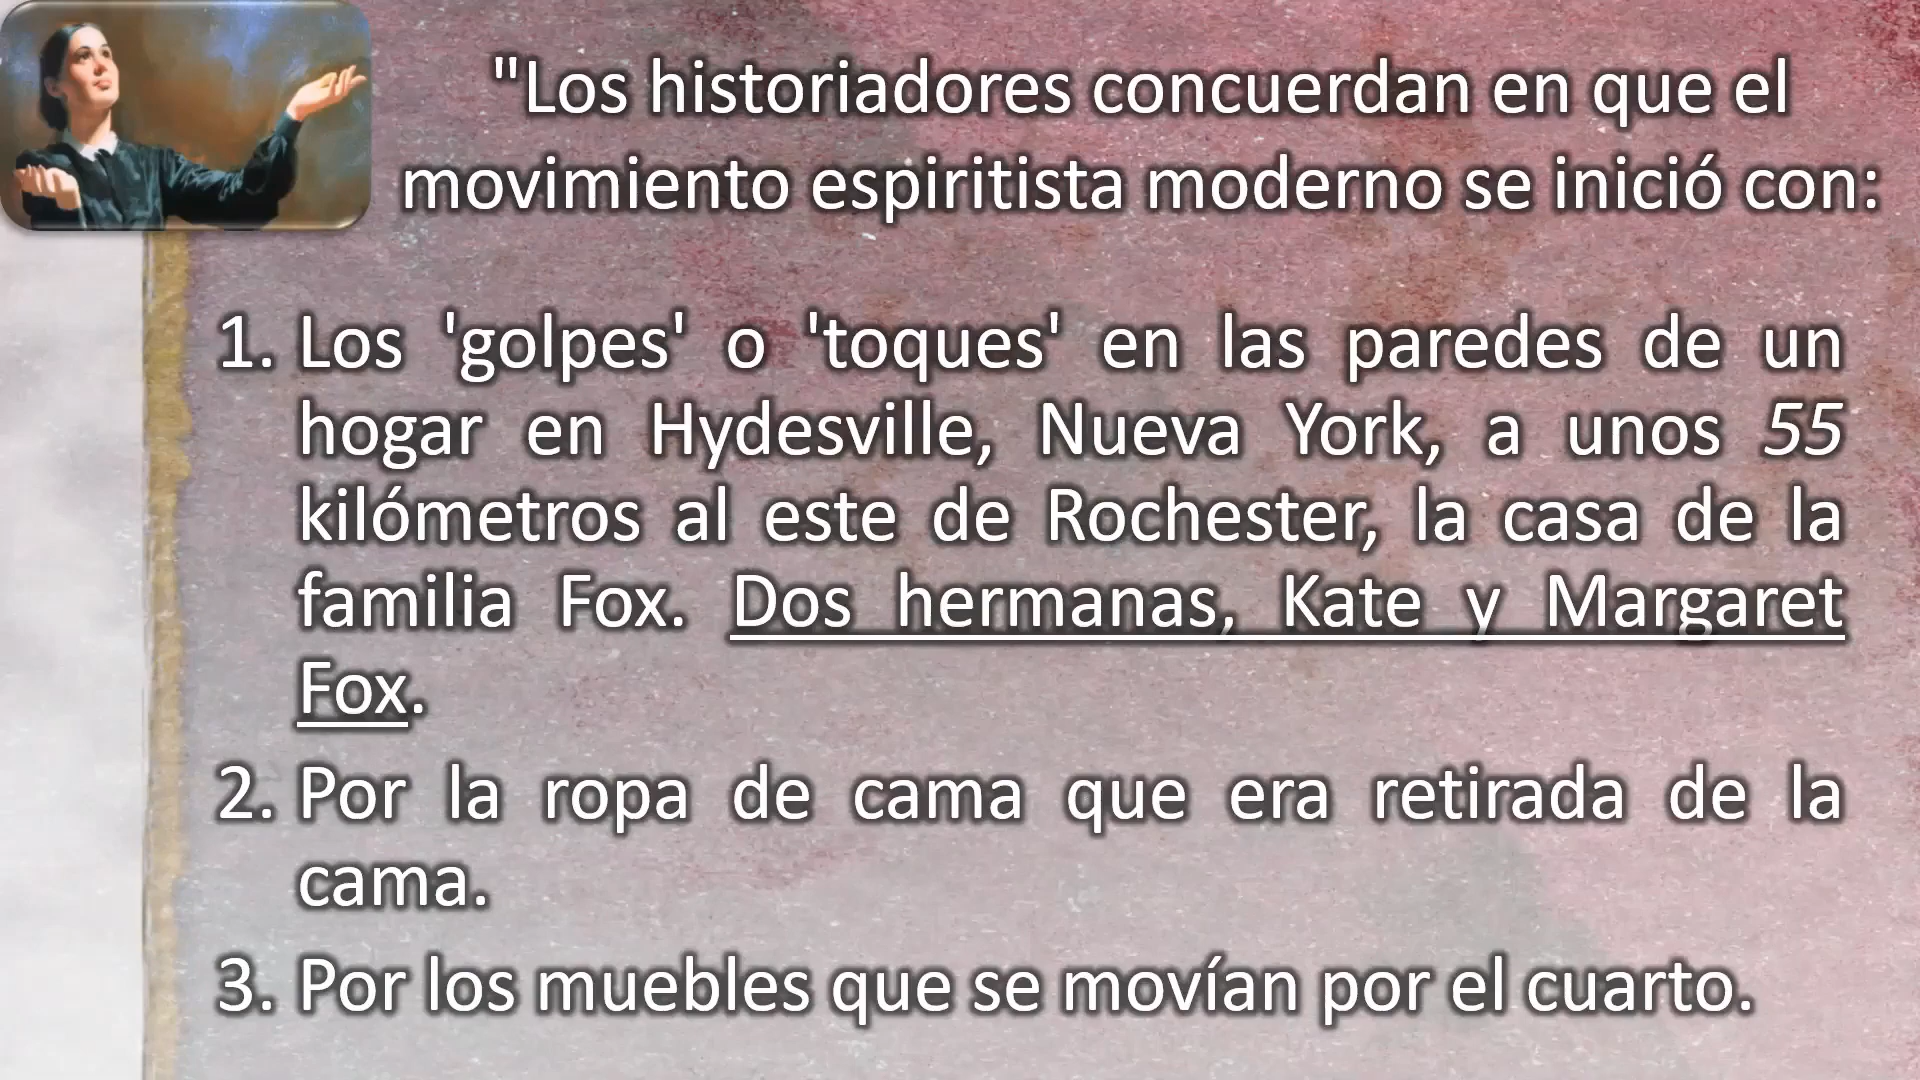 "Los historiadores concuerdan en que el
movimiento espiritista moderno se inició con:
1. Los 'golpes' o 'toques' en las paredes de un
hogar en Hydesville, Nueva York, a unos 55
kilómetros al este de Rochester, la casa de la
familia Fox. Dos hermanas, Kate y Margaret
Fox.
2. Por la ropa de cama que era retirada de la
cama.
3. Por los muebles que se movían por el cuarto.